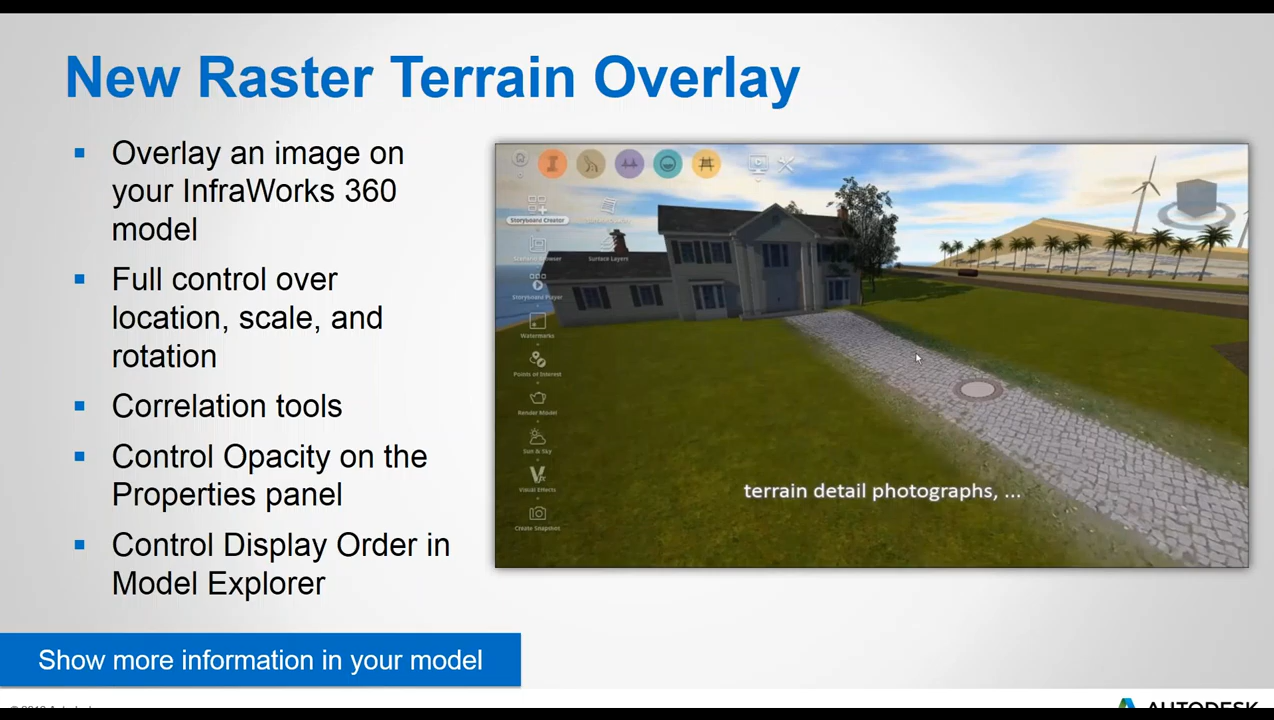 New Raster Terrain Overlay
Overlay an image on
your InfraWorks 360
model
Full control over
location, scale, and
rotation
Correlation tools
Control Opacity on the
Properties panel
Control Display Order in
Model Explorer
Storyboard Creator
Scenario Browser
Surface Layers
Storyboard Player
Watermarks
Points of Interest
Render Model
Sun & Sky
Visual Effects
Create Snapshot
terrain detail photographs, ...
Show more information in your model
AUTODESK